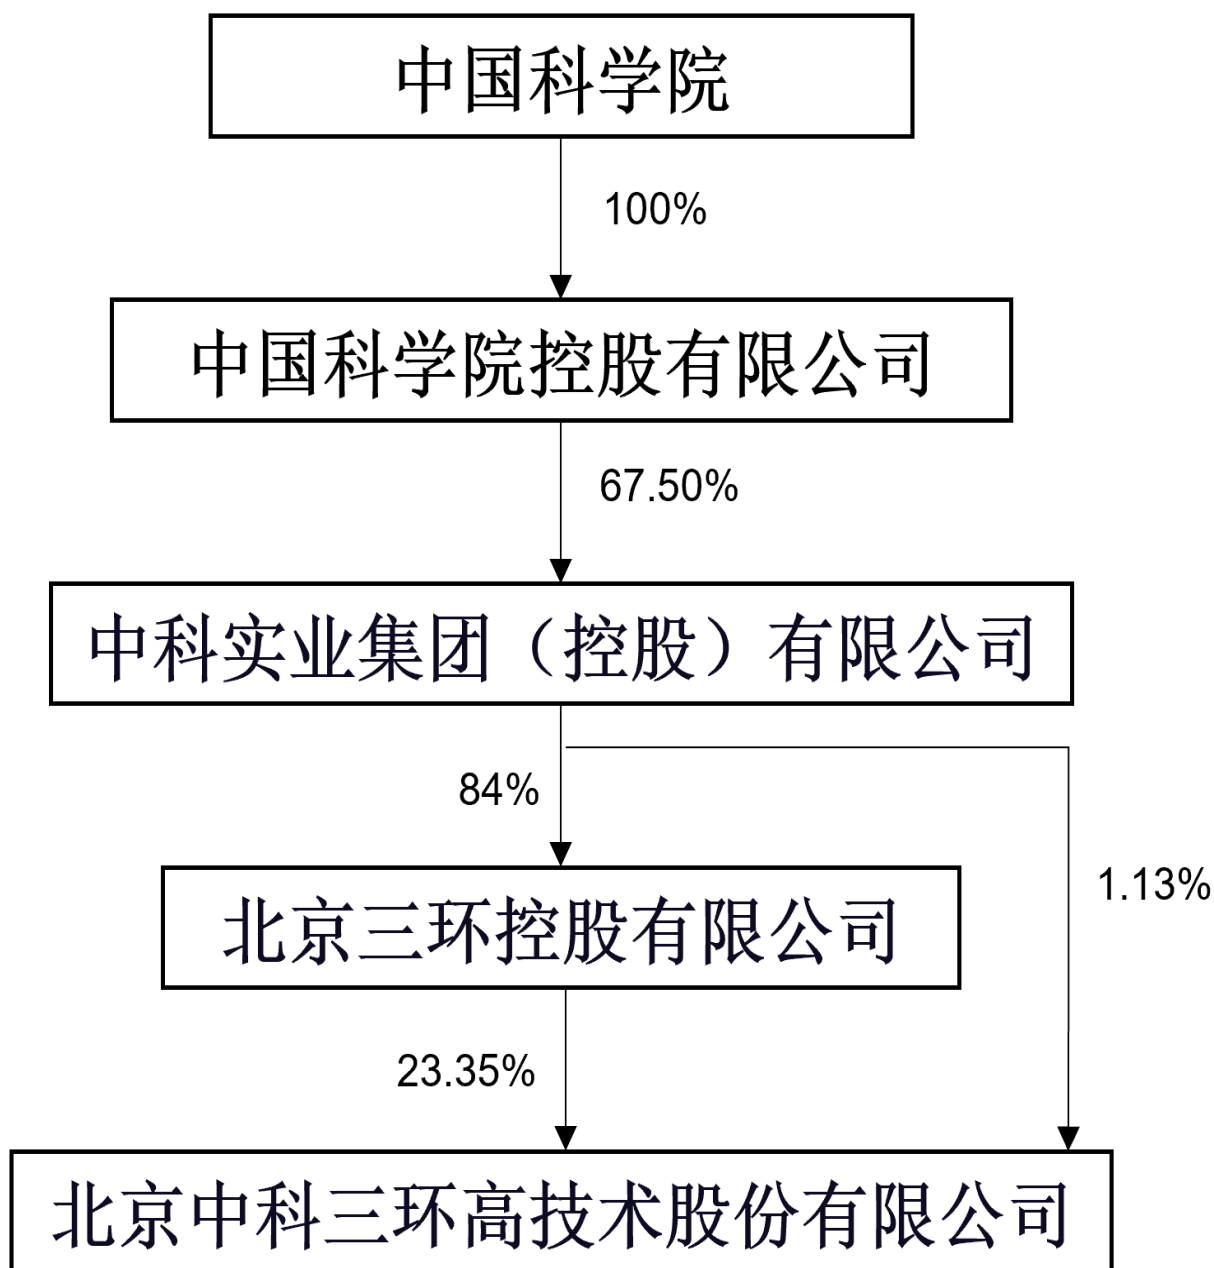 中国科学院
100%
中国科学院控股有限公司
67.50%
中科实业集团（控股）有限公司
84%
1.13%
北京三环控股有限公司
23.35%
北京中科三环高技术股份有限公司